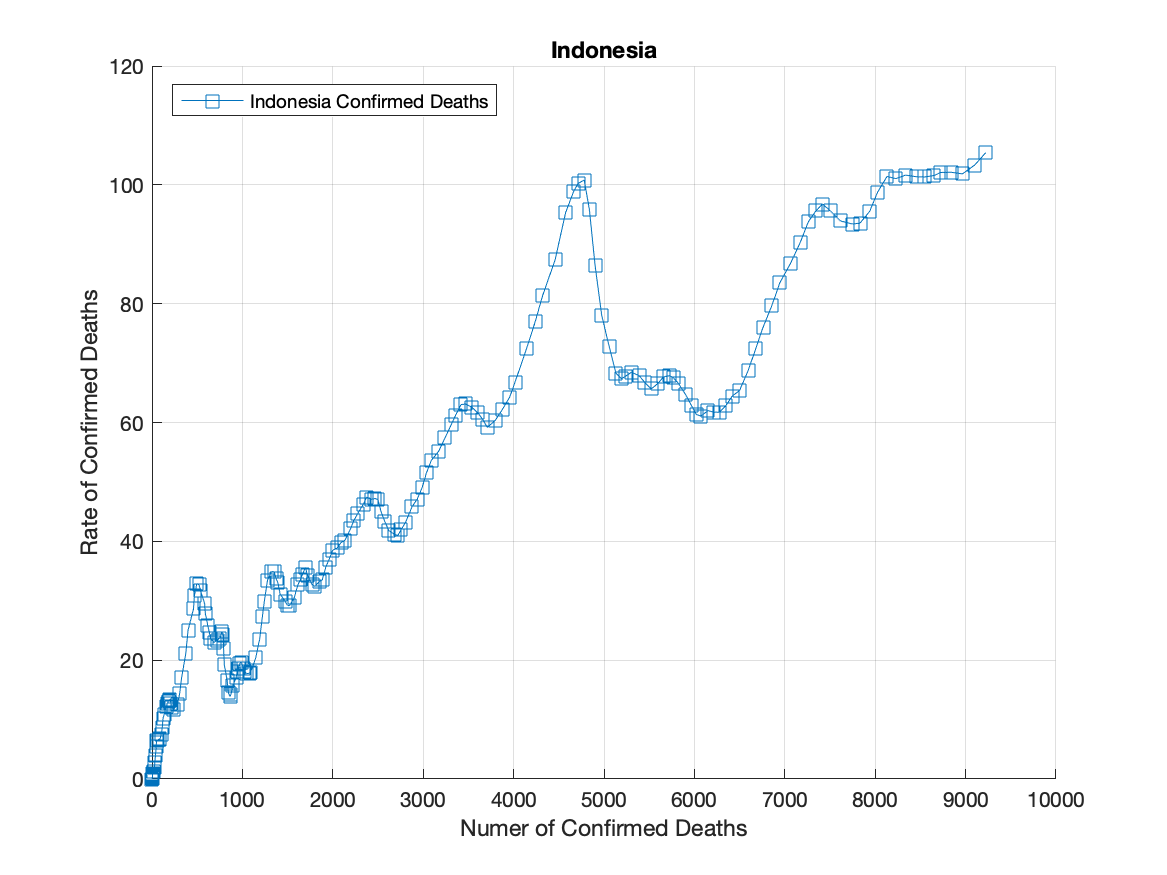 Indonesia
Indonesia Confirmed Deaths
120
100
80
60
40
20
0
Rate of Confirmed Deaths
0 1000 2000 3000 4000 5000 6000 7000 8000 9000 10000
Numer of Confirmed Deaths